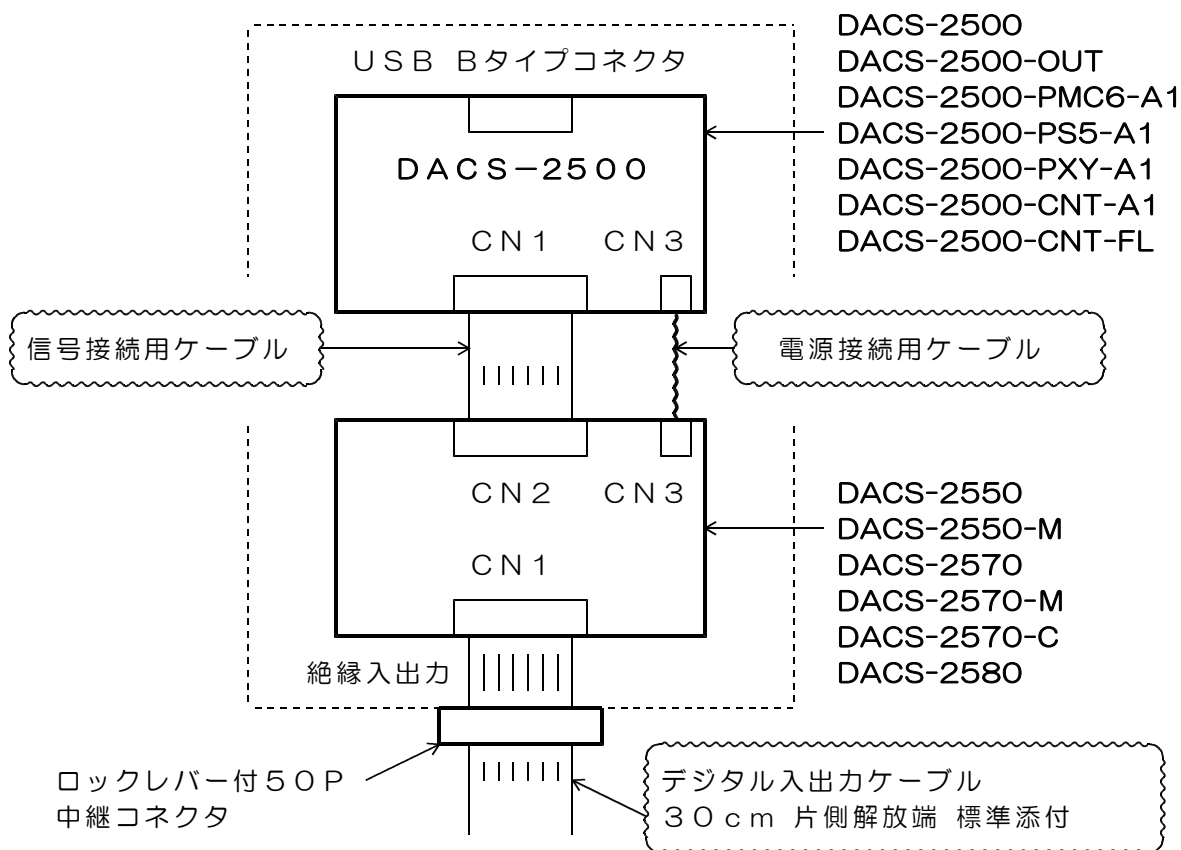 DACS-2500
DACS-2500-OUT
DACS-2500-PMC6-A1
DACS-2500-PS5-A1
DACS-2500-PXY-A1
DACS-2500-CNT-A1
DACS-2500-CNT-FL
USB Bタイプコネクタ
DACS-2500
CN1 CN3
信号接続用ケーブル
電源接続用ケーブル
CN2 CN3
CN1
DACS-2550
DACS-2550-M
DACS-2570
DACS-2570-M
DACS-2570-C
DACS-2580
絶縁入出力
ロックレバー付50P
中継コネクタ
デジタル入出力ケーブル
30cm 片側解放端 標準添付